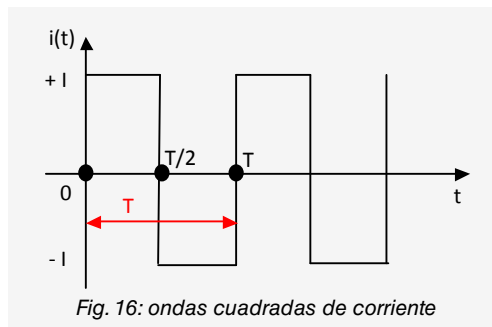 i(t)
+ I
T/2
T
0
t
T
- I
Fig. 16: ondas cuadradas de corriente